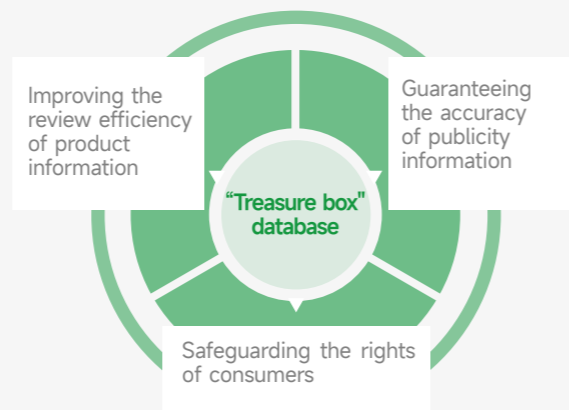 Improving the
review efficiency
of product
information
Guaranteeing
the accuracy
of publicity
information
“Treasure box"
database
Safeguarding the rights
of consumers